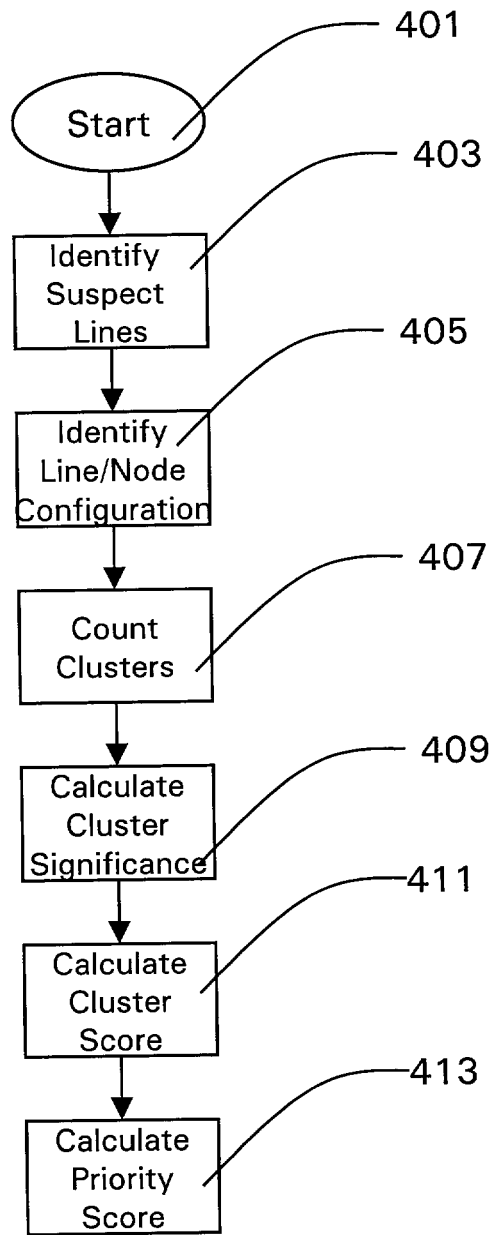 401
Start
403
Identify
Suspect
Lines
405
Identify
Line/Node
Configuration
407
Count
Clusters
409
Calculate
Cluster
Significance
411
Calculate
Cluster
Score
413
Calculate
Priority
Score